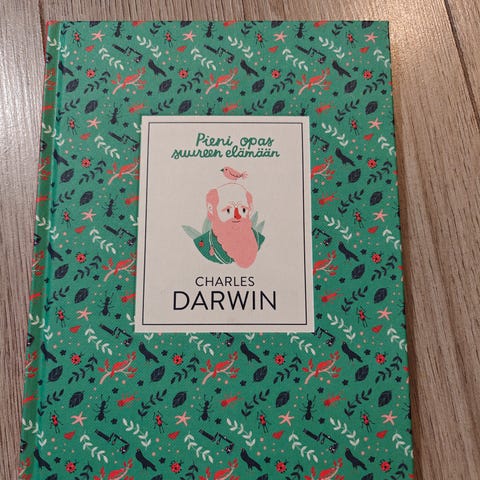 Pieni opas
suureen elämään
CHARLES
DARWIN